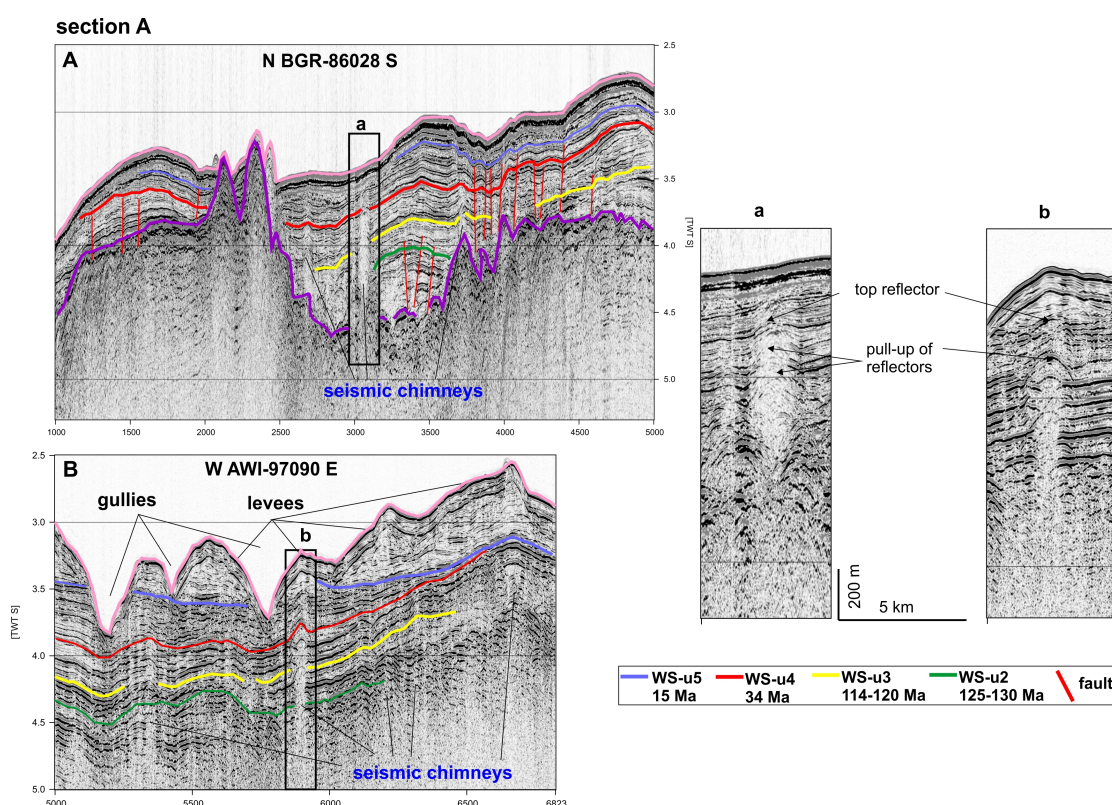 section A
A
N BGR-86028 S
a
2.5
3.0
3.5
4.0
4.5
5.0
[TWT S]
seismic chimneys
1000 1500 2000 2500 3000 3500 4000 4500 5000
B
W AWI-97090 E
gullies
levees
b
2.5
3.0
3.5
4.0
4.5
5.0
[TWT S]
seismic chimneys
5000 5500 6000 6500 6823
a
b
top reflector
pull-up of
reflectors
200 m
5 km
WS-u5 WS-u4 WS-u3 WS-u2 fault
15 Ma 34 Ma 114-120 Ma 125-130 Ma